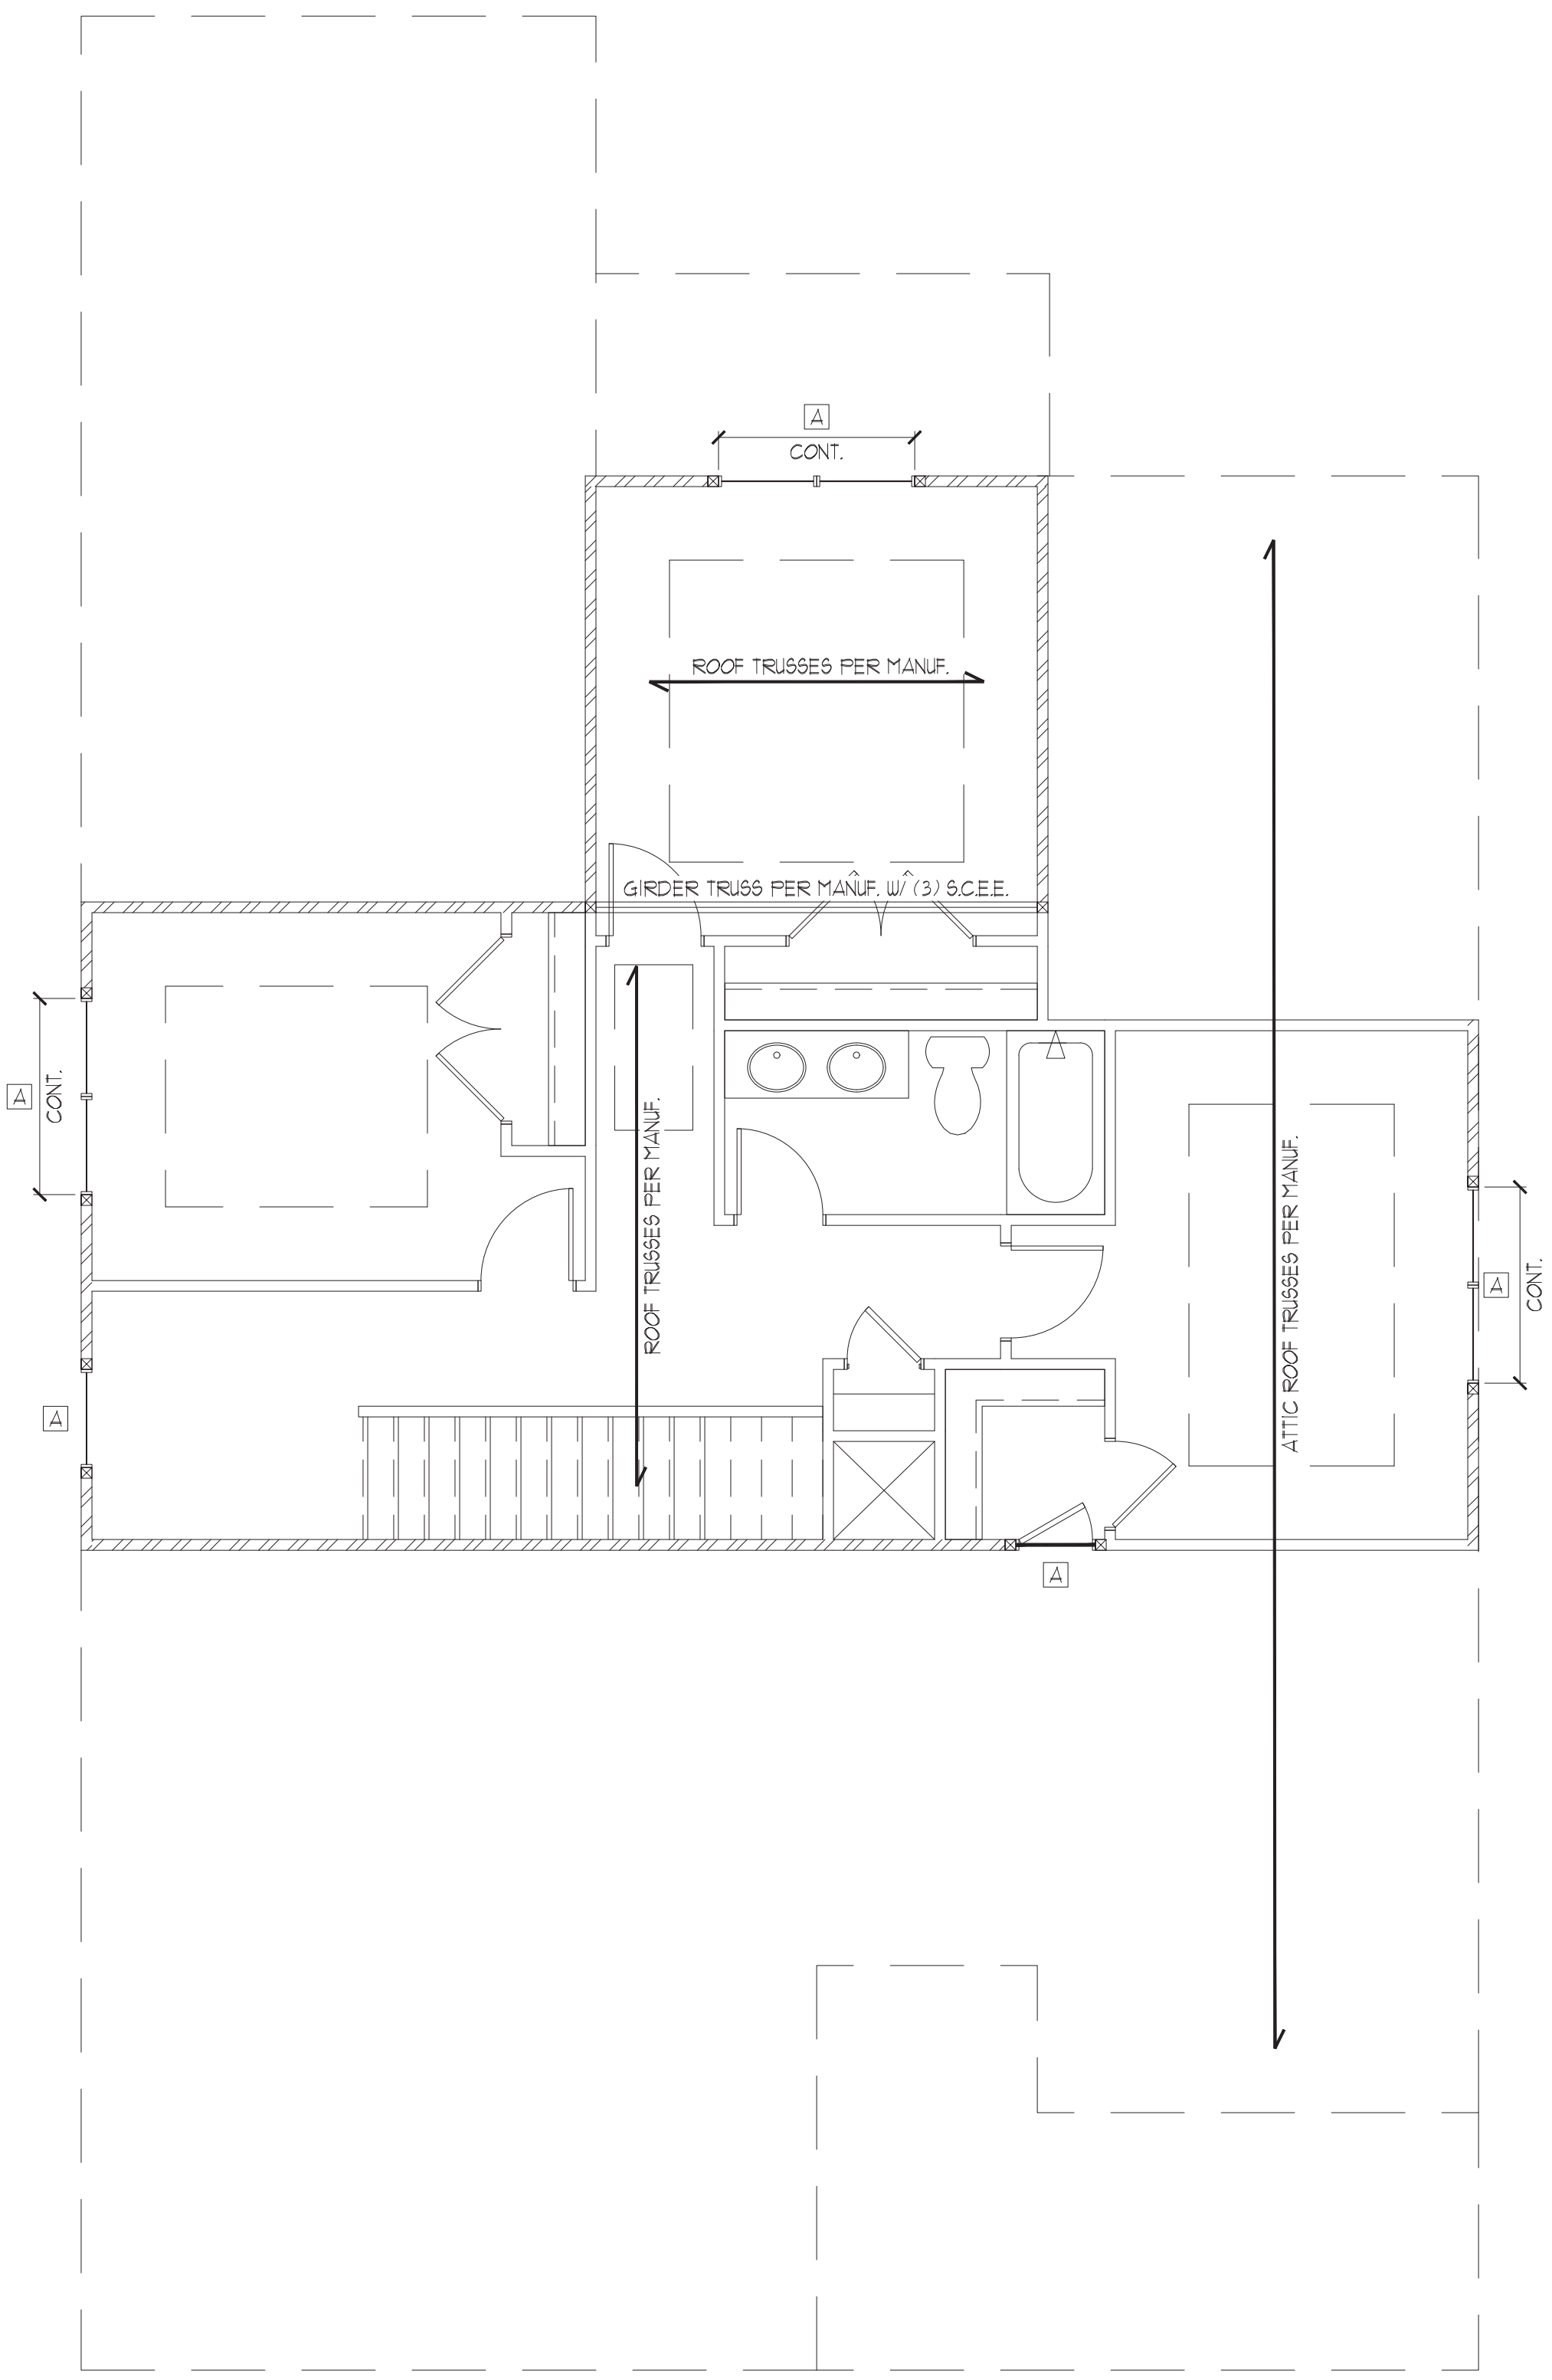 A
CONT.
ROOF TRUSSES PER MANUF.
GIRDER TRUSS PER MANUF. W/ (3) S.C.E.E.
A
CONT.
ROOF TRUSSES PER MANUF.
ATTIC ROOF TRUSSES PER MANUF.
A
CONT.
A
A